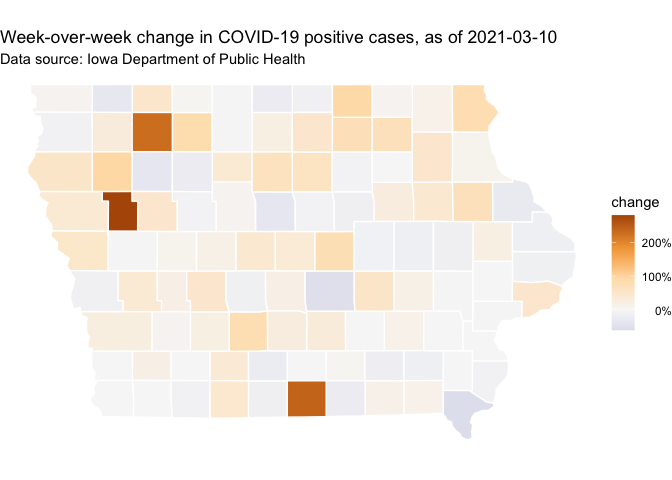 Week-over-week change in COVID-19 positive cases, as of 2021-03-10
Data source: Iowa Department of Public Health
change
200%
100%
0%